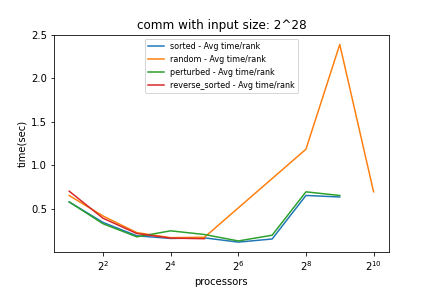 comm with input size: 2^28
sorted - Avg time/rank
random - Avg time/rank
perturbed - Avg time/rank
reverse_sorted - Avg time/rank
time(sec)
2.5
2.0
1.5
1.0
0.5
2^2 2^4 2^6 2^8 2^10
processors